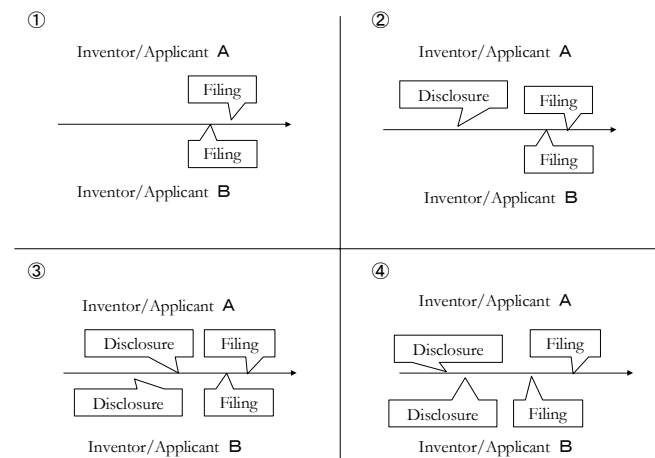 ①
Inventor/Applicant A
Filing
Filing
Inventor/Applicant B
②
Inventor/Applicant A
Disclosure
Filing
Filing
Inventor/Applicant B
③
Inventor/Applicant A
Disclosure
Filing
Disclosure
Filing
Inventor/Applicant B
④
Inventor/Applicant A
Disclosure
Filing
Disclosure
Filing
Inventor/Applicant B